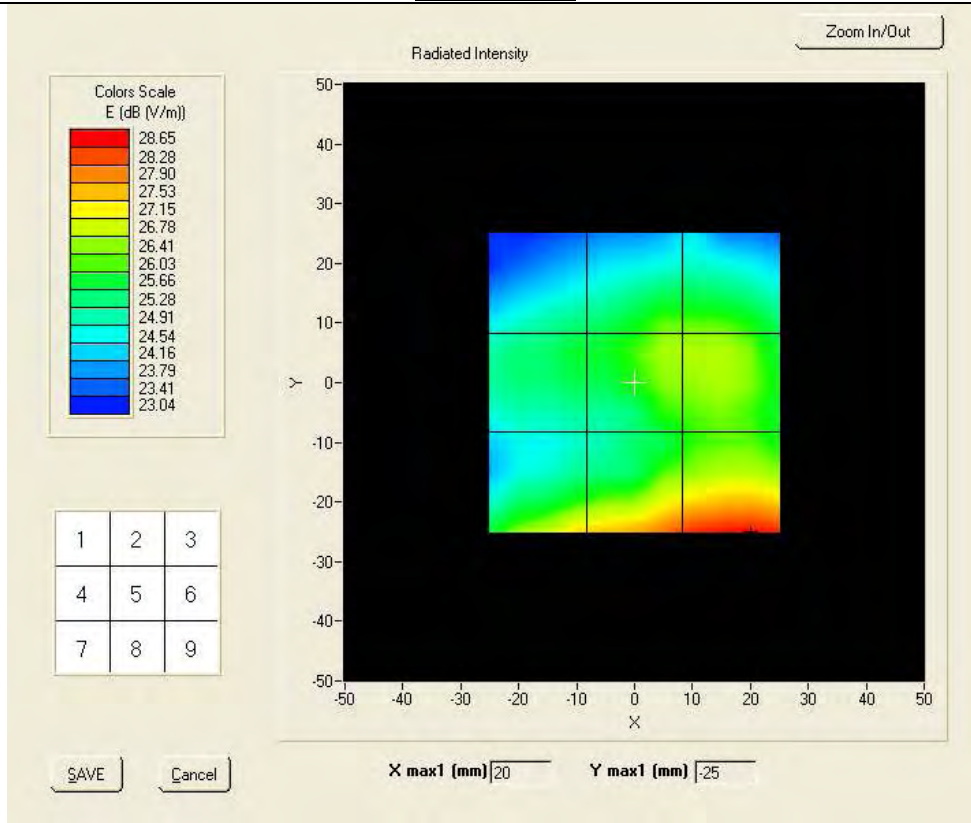 Zoom In/Out
Radiated Intensity
Colors Scale
E (dB (V/m))
28.65
28.28
27.90
27.53
27.15
26.78
26.41
26.03
25.66
25.28
24.91
24.54
24.16
23.79
23.41
23.04
50
40
30
20
10
0
-10
-20
-30
-40
-50
Y
-50 -40 -30 -20 -10 0 10 20 30 40 50
X
1 2 3
4 5 6
7 8 9
SAVE Cancel
X max1 (mm) 20 Y max1 (mm) -25